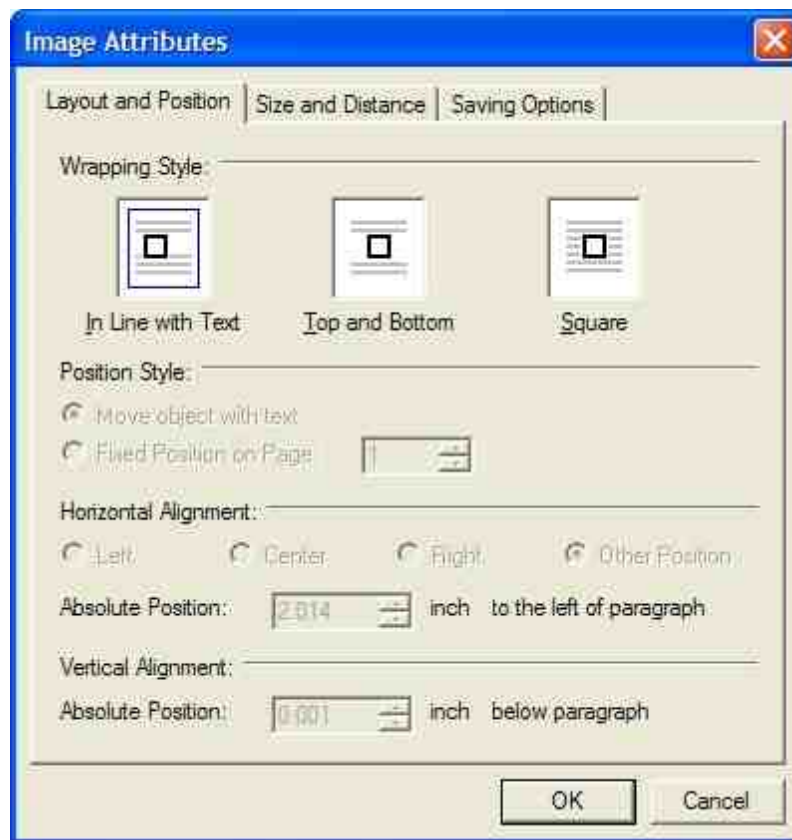 Image Attributes
Layout and Position Size and Distance Saving Options
Wrapping Style:
In Line with Text Top and Bottom Square
Position Style:
Move object with text
Fixed Position on Page 1
Horizontal Alignment:
Left Center Right Other Position
Absolute Position: 2.014 inch to the left of paragraph
Vertical Alignment:
Absolute Position: 0.001 inch below paragraph
OK Cancel